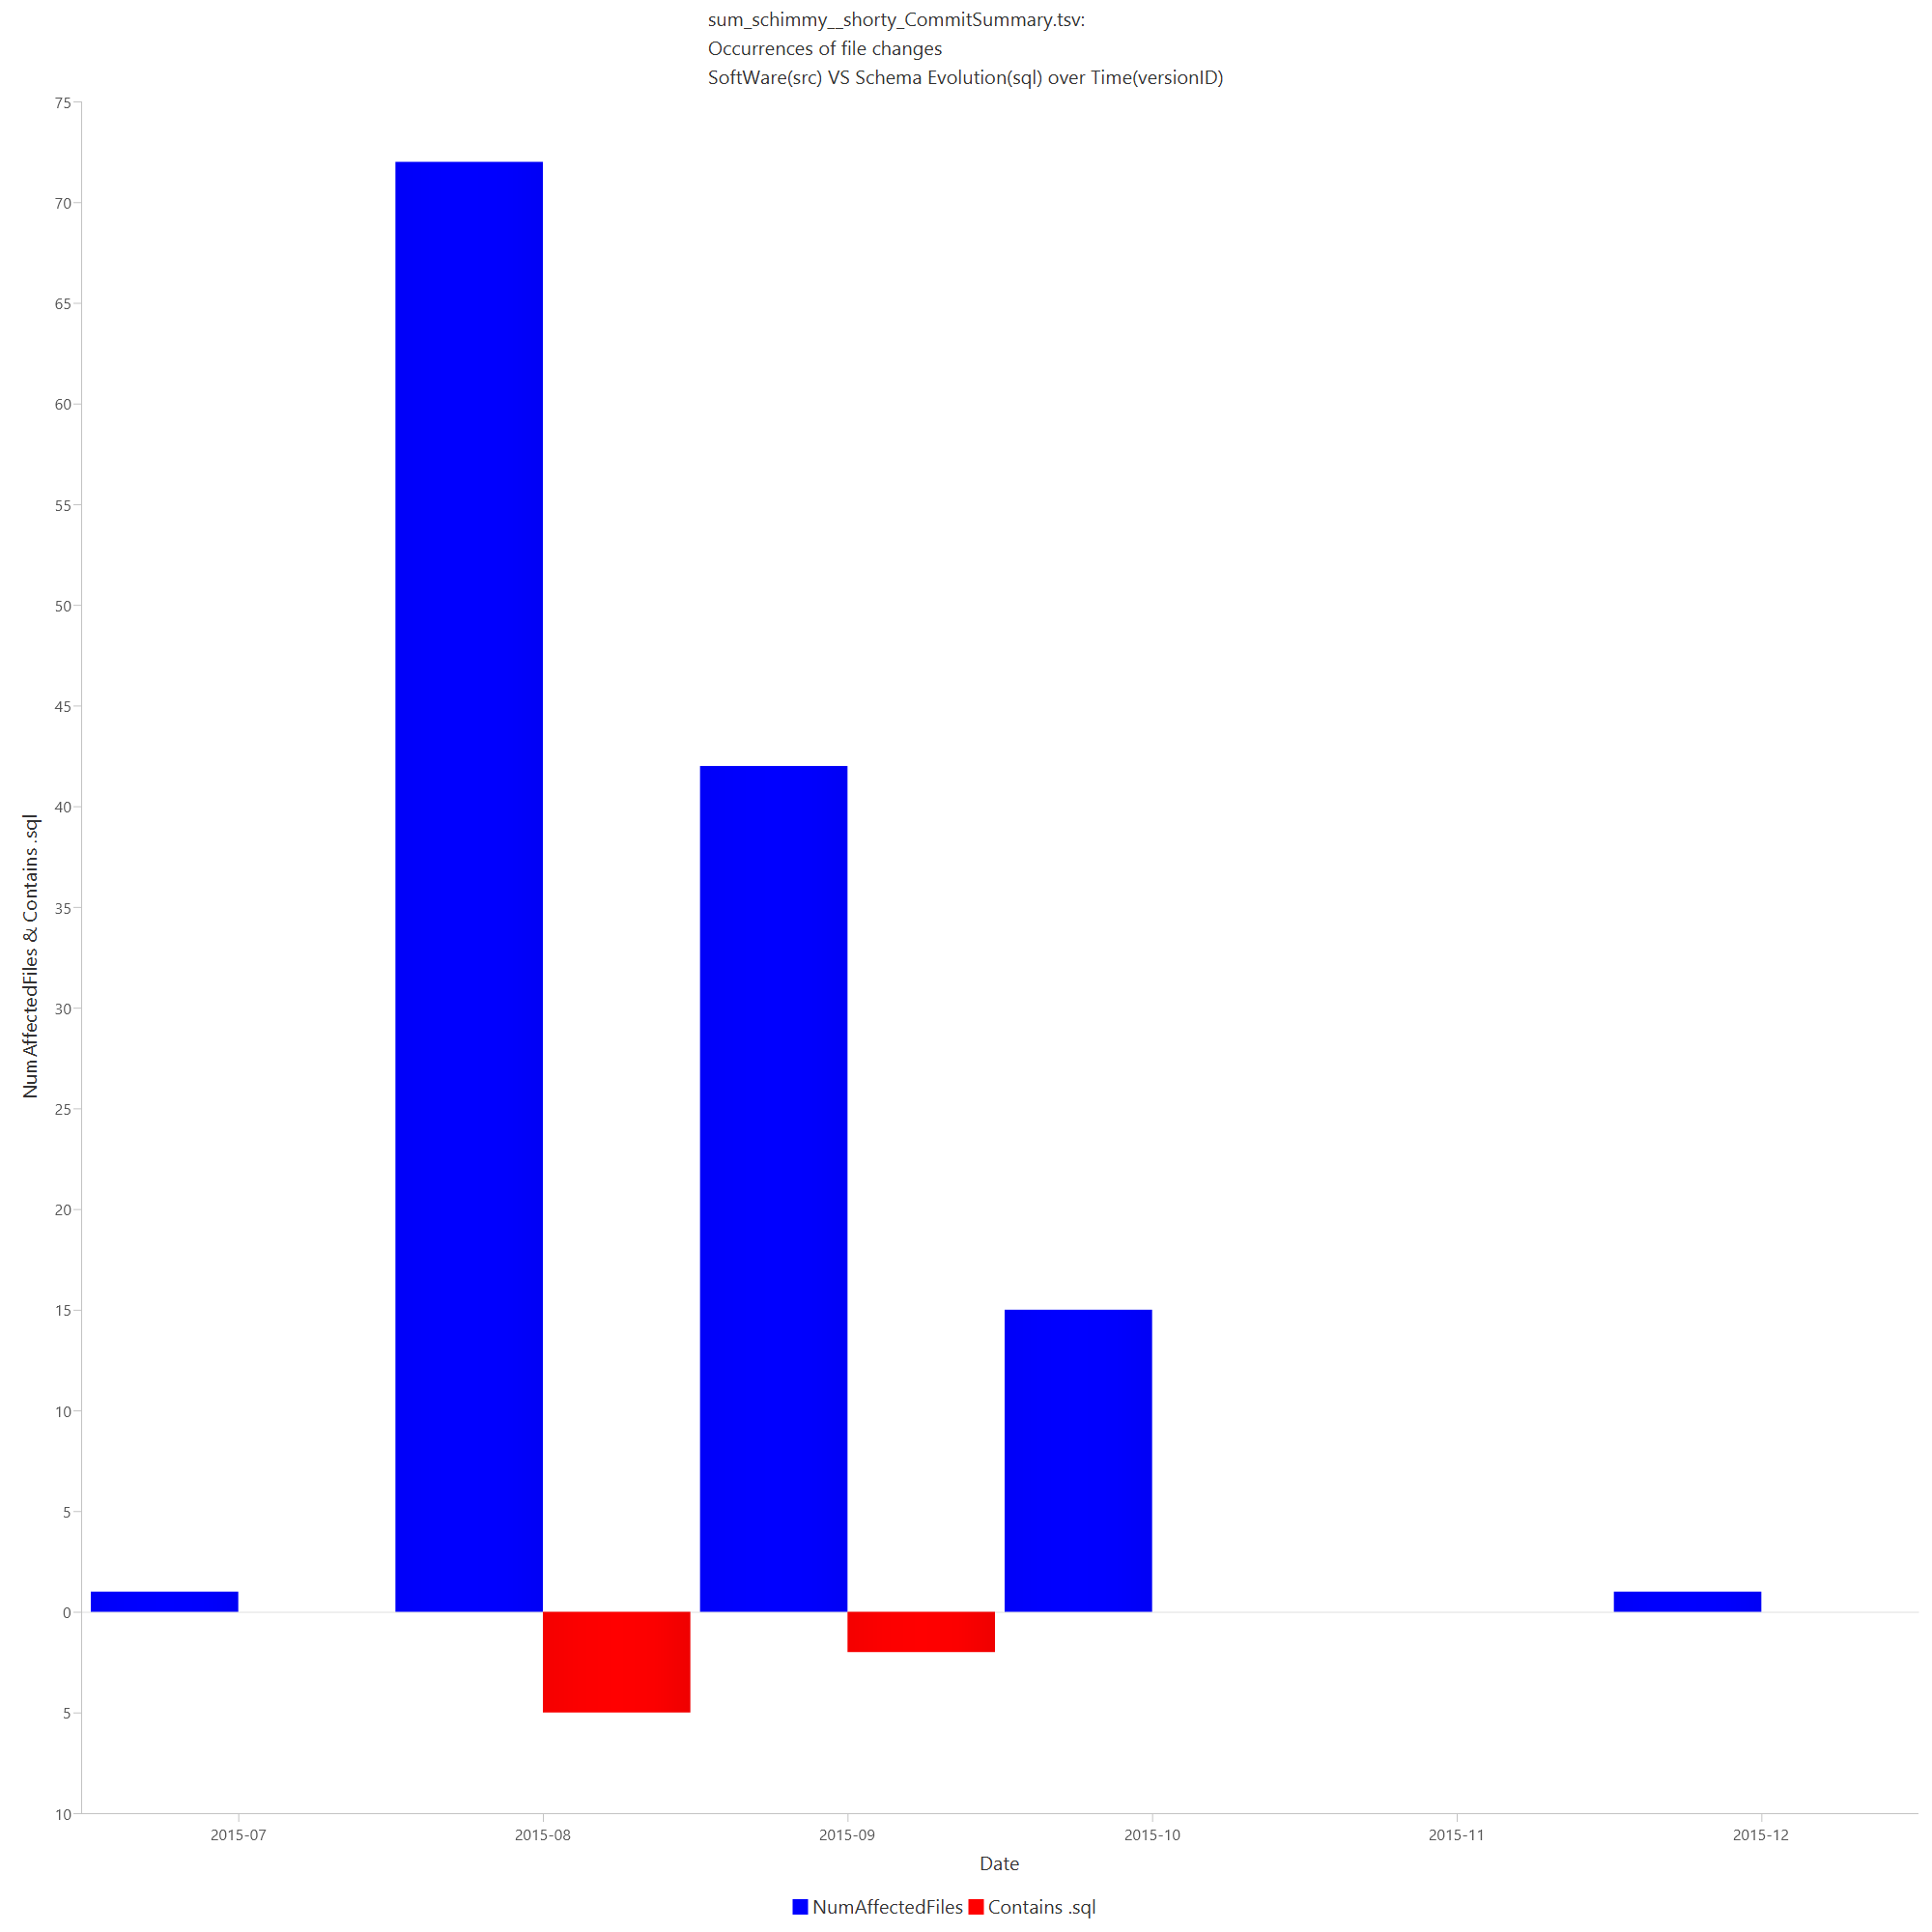 sum_schimmy__shorty_CommitSummary.tsv:
Occurrences of file changes
SoftWare(src) VS Schema Evolution(sql) over Time(versionID)
75
70
65
60
55
50
45
40
35
30
25
20
15
10
5
0
5
10
Num AffectedFiles & Contains .sql
2015-07 2015-08 2015-09 2015-10 2015-11 2015-12
Date
NumAffectedFiles Contains .sql